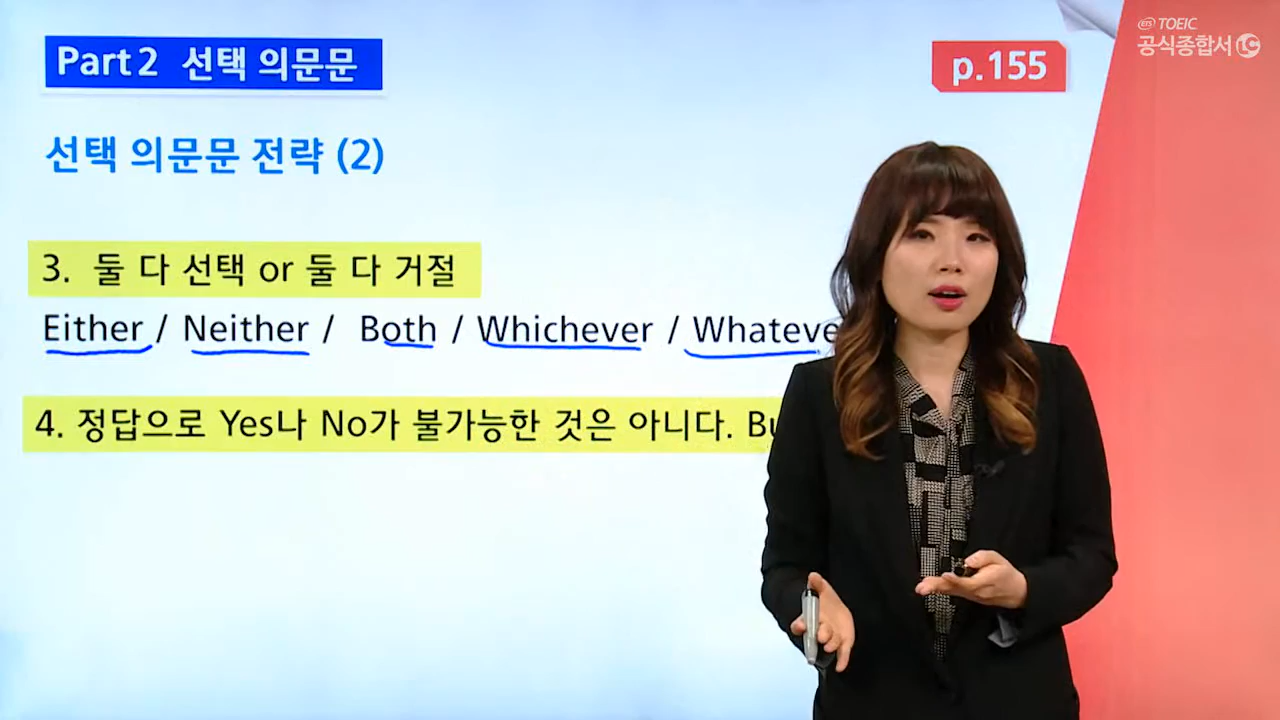 ETS TOEIC
공식종합서 LC
Part 2 선택 의문문
p.155
선택 의문문 전략 (2)
3. 둘 다 선택 or 둘 다 거절
Either / Neither / Both / Whichever /
4. 정답으로 Yes나 No가 불가능한 것은 아니다.